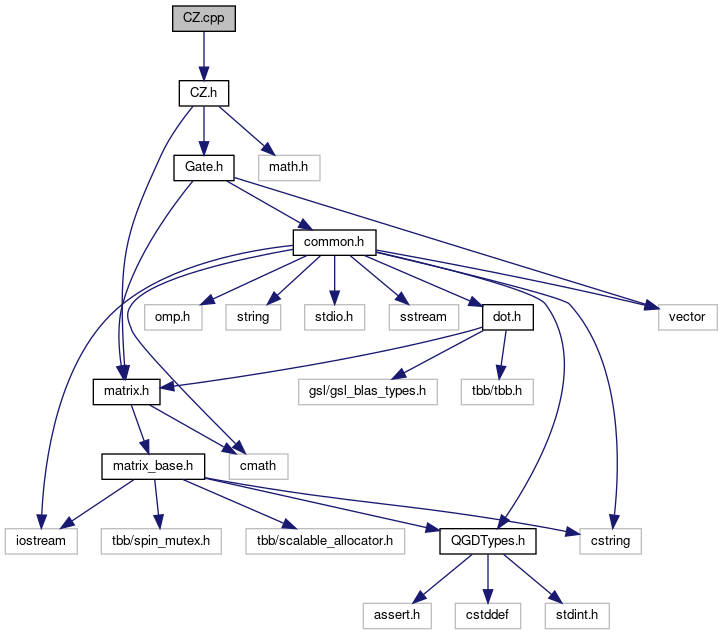 CZ.cpp
CZ.h
Gate.h
math.h
common.h
omp.h
string
stdio.h
sstream
dot.h
vector
matrix.h
gsl/gsl_blas_types.h
tbb/tbb.h
matrix_base.h
cmath
iostream
tbb/spin_mutex.h
tbb/scalable_allocator.h
QGDTypes.h
cstring
assert.h
cstddef
stdint.h